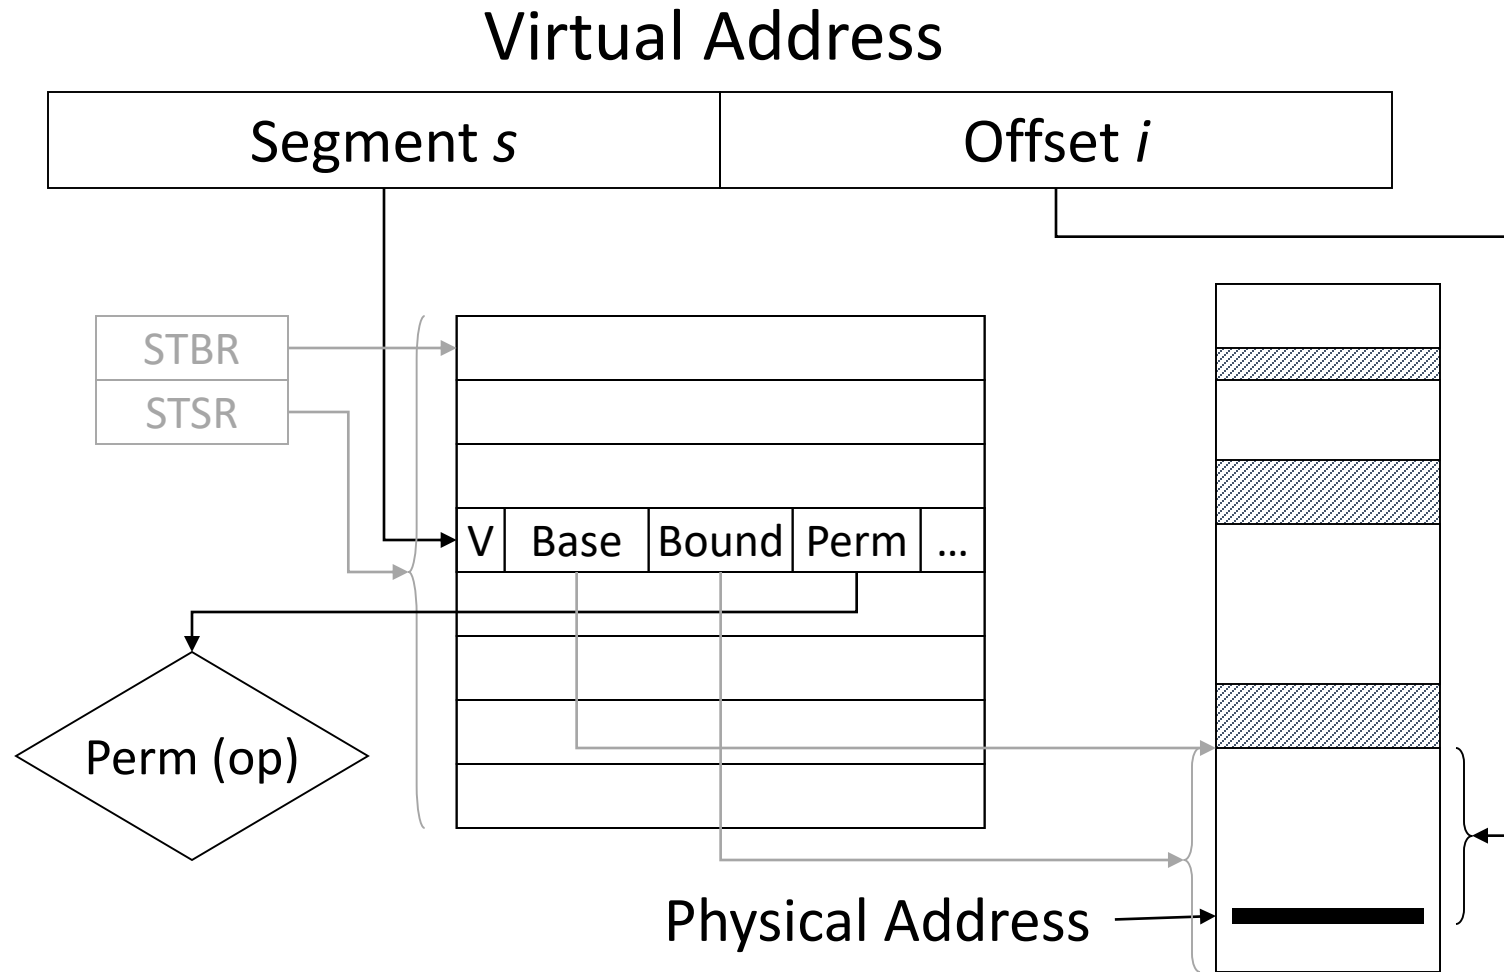 Virtual Address
Segment s
Offset i
STBR
STSR
V Base Bound Perm ...
Perm (op)
Physical Address